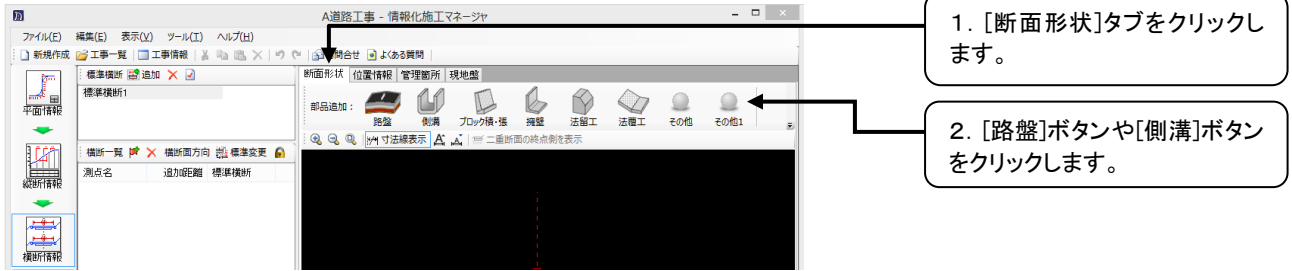 A道路工事 - 情報化施工マネージャ
ファイル(F) 編集(E) 表示(V) ツール(T) ヘルプ(H)
新規作成 工事一覧 工事情報 問合せ よくある質問
標準横断 追加
標準横断1
平面情報
断面形状 位置情報 管理箇所 現地盤
部品追加:
路盤 側溝 ブロック積・張 擁壁 法留工 法覆工 その他 その他1
寸法線表示 二重断面の終点側を表示
横断一覧 横断面方向 標準変更
測点名 追加距離 標準横断
縦断情報
横断情報
1.[断面形状]タブをクリックし
ます。
2.[路盤]ボタンや[側溝]ボタン
をクリックします。